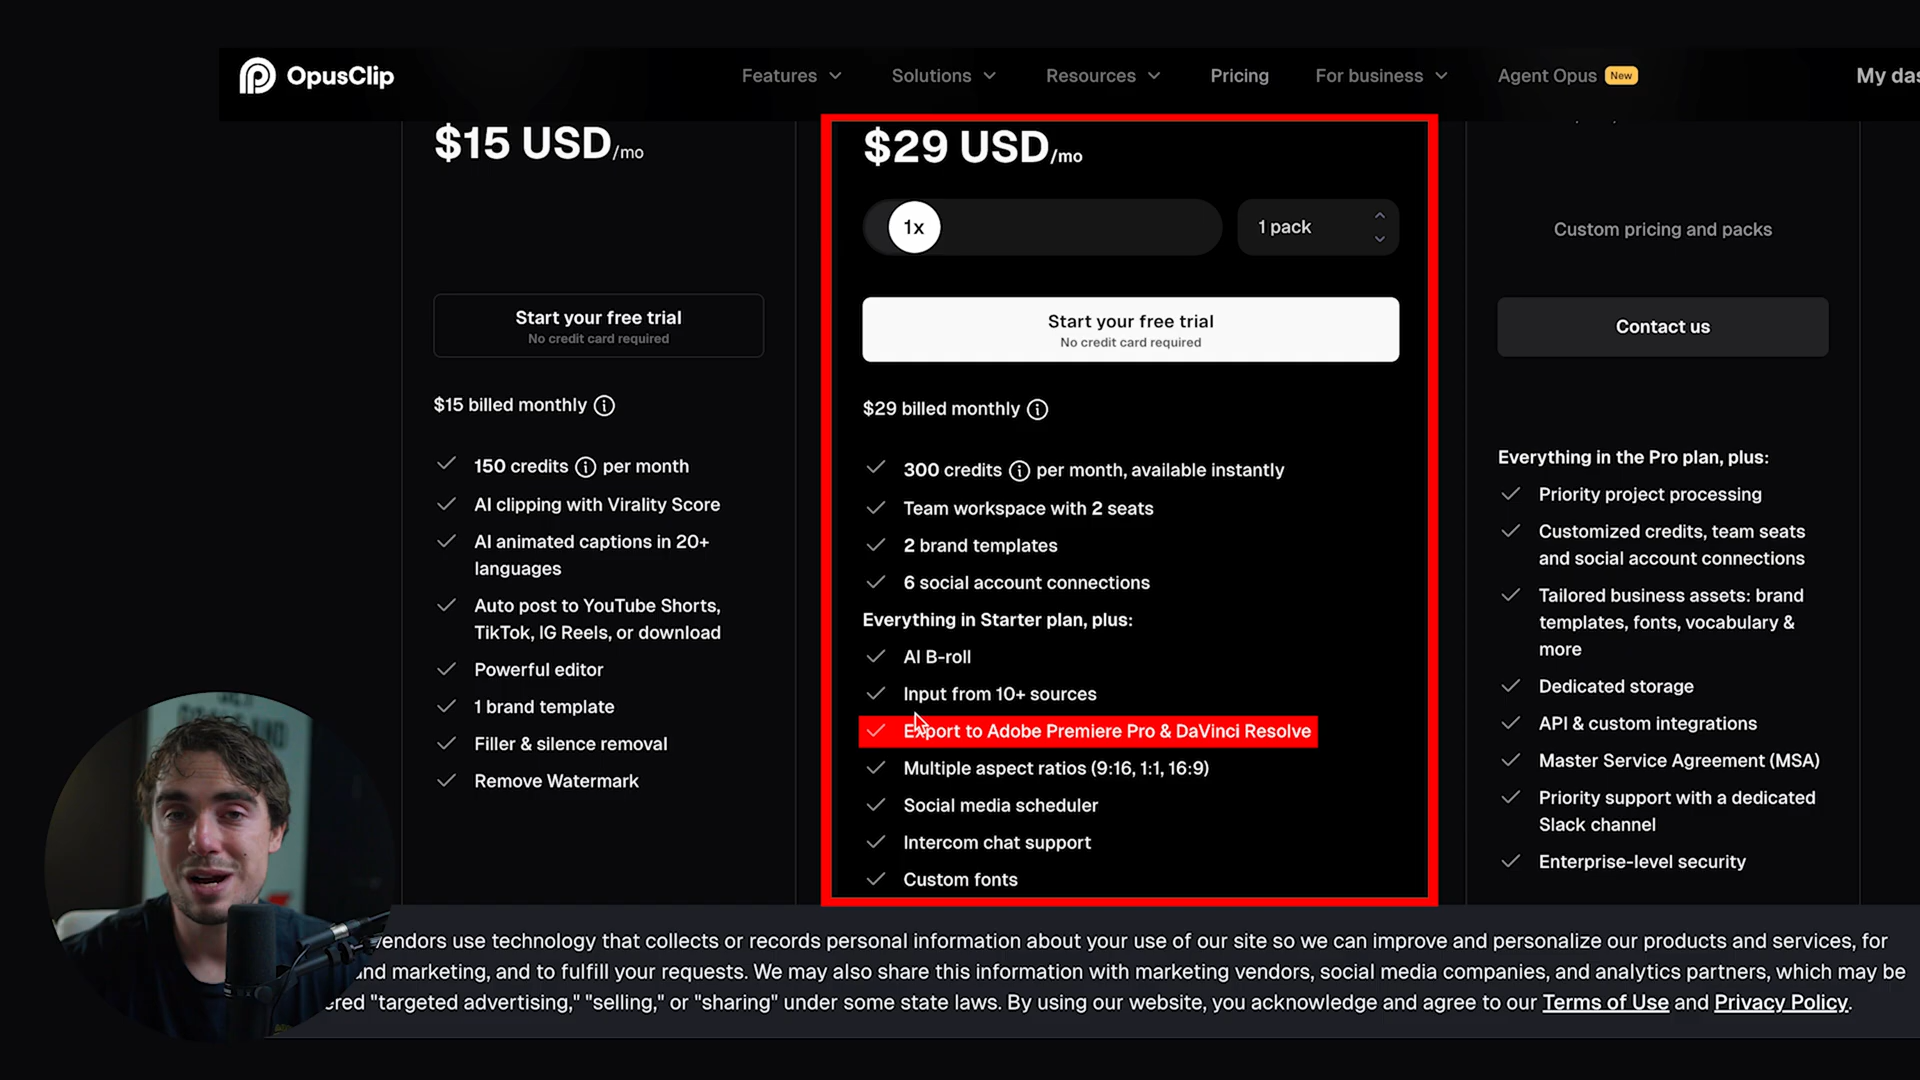 OpusClip
Features
Solutions
Resources
Pricing
For business
Agent Opus New
My das
$15 USD/mo
Start your free trial
No credit card required
$15 billed monthly
150 credits per month
AI clipping with Virality Score
AI animated captions in 20+
languages
Auto post to YouTube Shorts,
TikTok, IG Reels, or download
Powerful editor
1 brand template
Filler & silence removal
Remove Watermark
$29 USD/mo
1x
1 pack
Start your free trial
No credit card required
$29 billed monthly
300 credits per month, available instantly
Team workspace with 2 seats
2 brand templates
6 social account connections
Everything in Starter plan, plus:
AI B-roll
Input from 10+ sources
Export to Adobe Premiere Pro & DaVinci Resolve
Multiple aspect ratios (9:16, 1:1, 16:9)
Social media scheduler
Intercom chat support
Custom fonts
Custom pricing and packs
Contact us
Everything in the Pro plan, plus:
Priority project processing
Customized credits, team seats
and social account connections
Tailored business assets: brand
templates, fonts, vocabulary &
more
Dedicated storage
API & custom integrations
Master Service Agreement (MSA)
Priority support with a dedicated
Slack channel
Enterprise-level security
vendors use technology that collects or records personal information about your use of our site so we can improve and personalize our products and services, for
and marketing, and to fulfill your requests. We may also share this information with marketing vendors, social media companies, and analytics partners, which may be
ered "targeted advertising," "selling," or "sharing" under some state laws. By using our website, you acknowledge and agree to our Terms of Use and Privacy Policy.